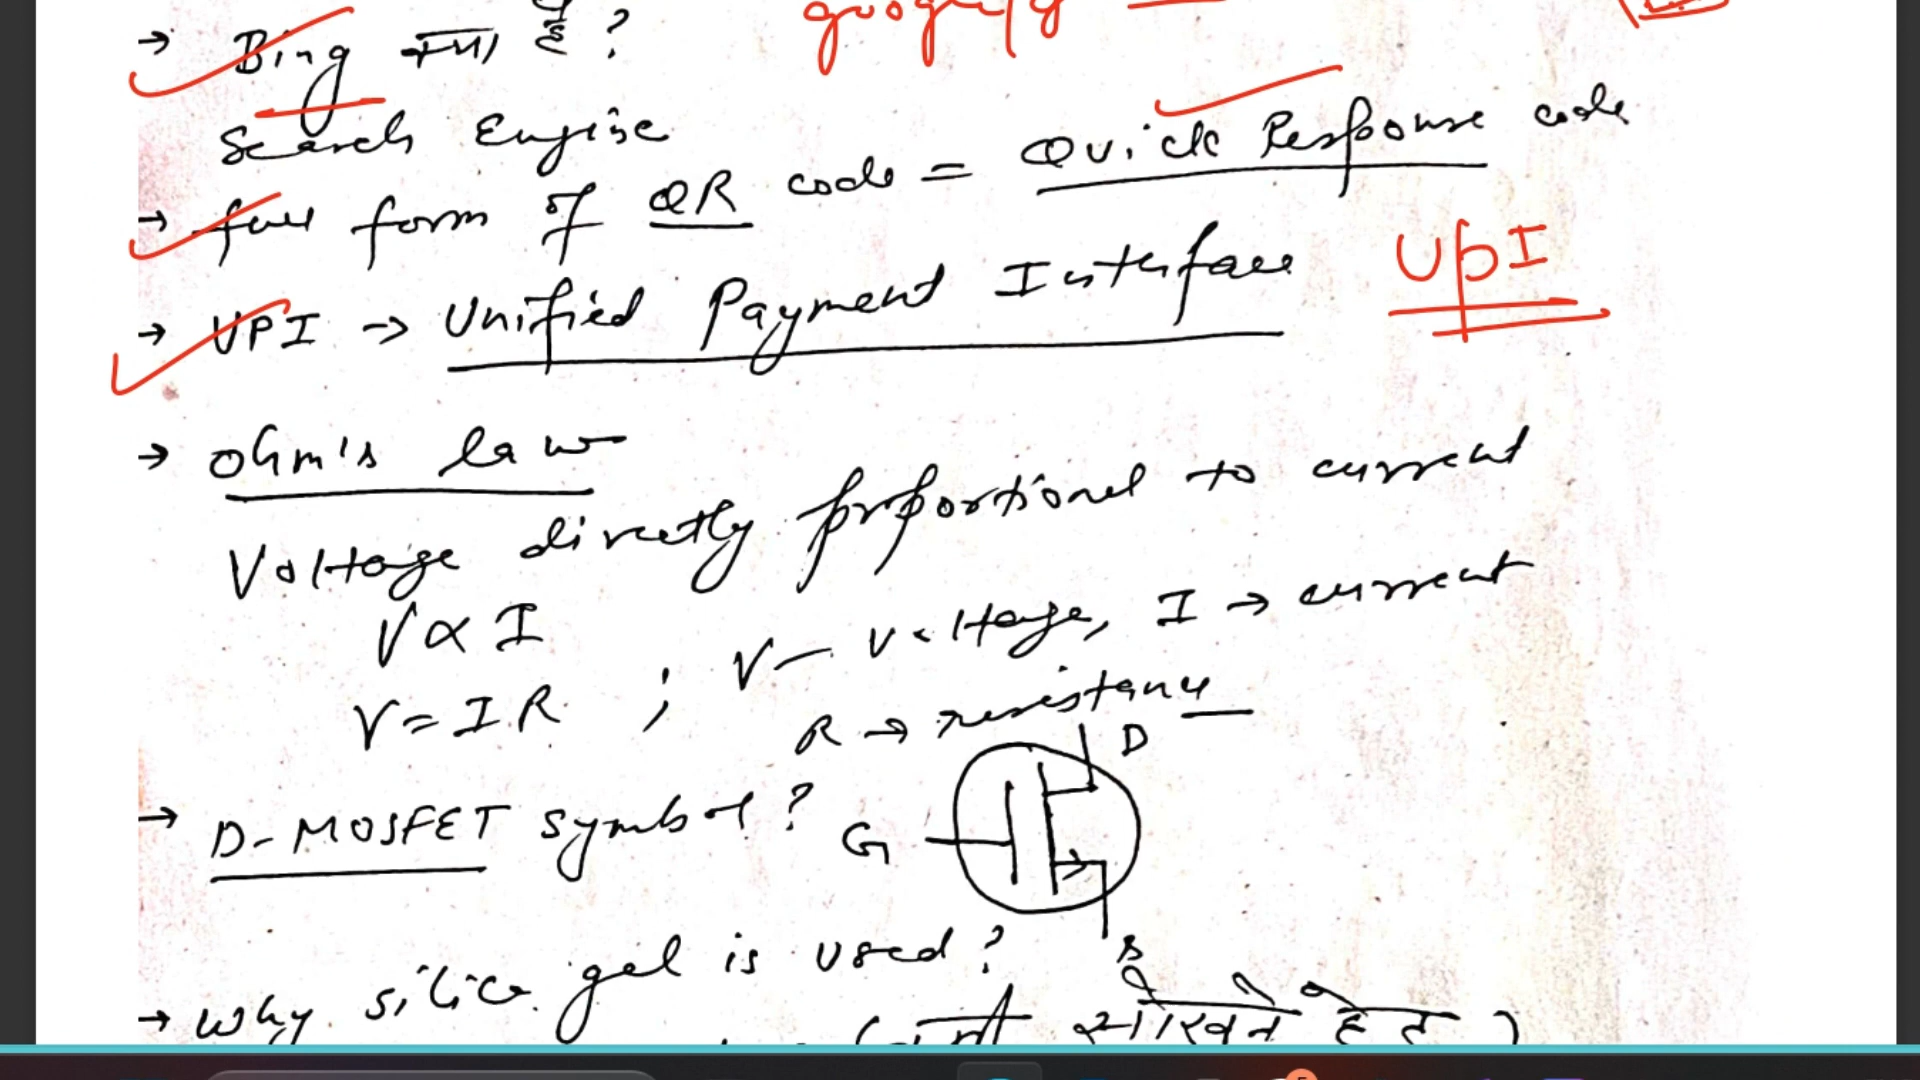 → Bing क्या है ?
Search Engine
→ full form of QR code = Quick Response code
→ UPI → Unified Payment Interface UpI
→ ohm's law
Voltage directly proportional to current
V ∝ I
V = I.R ; V – voltage, I → current
R → resistance
→ D-MOSFET symbol ?
D
G
S
→ Why silica gel is used ?